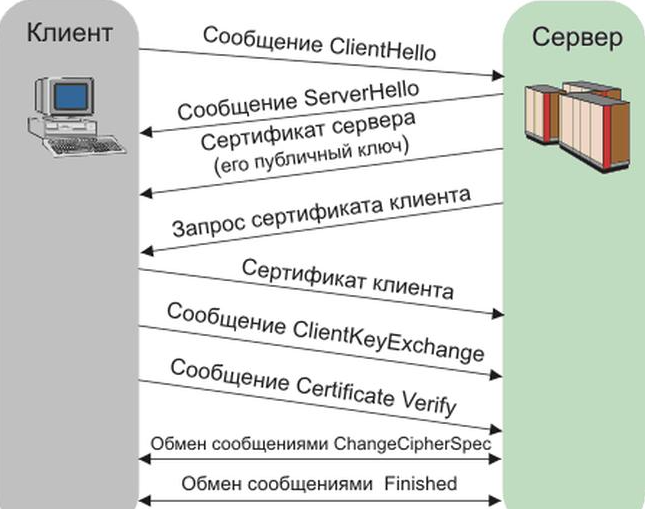 Клиент
Сервер
Сообщение ClientHello
Сообщение ServerHello
Сертификат сервера
(его публичный ключ)
Запрос сертификата клиента
Сертификат клиента
Сообщение ClientKeyExchange
Сообщение Certificate Verify
Обмен сообщениями ChangeCipherSpec
Обмен сообщениями Finished